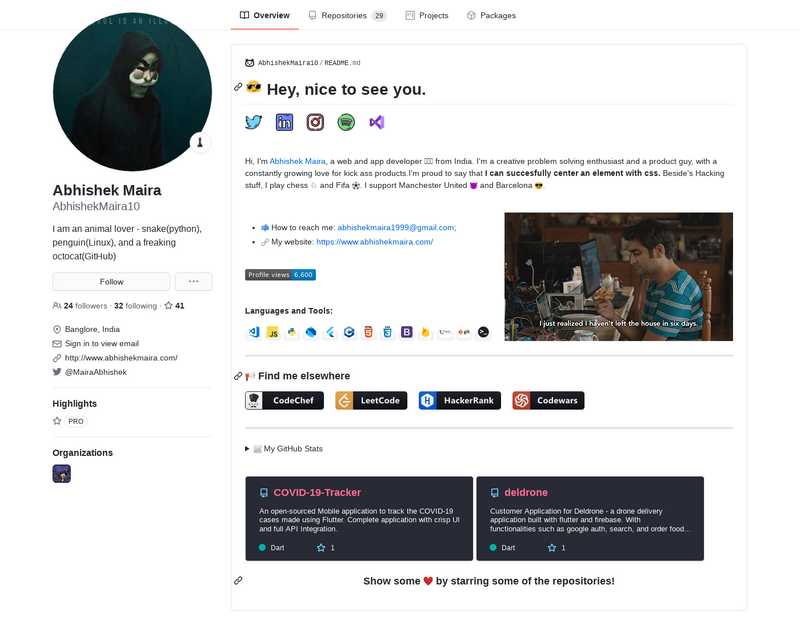 Overview
Repositories 29
Projects
Packages
AbhishekMaira10/README.md
Hey, nice to see you.
Hi, I'm Abhishek Maira, a web and app developer from India. I'm a creative problem solving enthusiast and a product guy, with a
constantly growing love for kick ass products.I'm proud to say that I can succesfully center an element with css. Beside's Hacking
stuff, I play chess ♘ and Fifa ⚽. I support Manchester United 😈 and Barcelona 😎.
How to reach me: abhishekmaira1999@gmail.com;
My website: https://www.abhishekmaira.com/
Profile views 6,600
I just realized I haven't left the house in six days.
Languages and Tools:
JS
Find me elsewhere
CodeChef
LeetCode
HackerRank
Codewars
My GitHub Stats
COVID-19-Tracker
An open-sourced Mobile application to track the COVID-19
cases made using Flutter. Complete application with crisp UI
and full API Integration.
Dart
1
deldrone
Customer Application for Deldrone - a drone delivery
application built with flutter and firebase. With
functionalities such as google auth, search, and order food...
Dart
1
Show some ❤️ by starring some of the repositories!
Abhishek Maira
AbhishekMaira10
I am an animal lover - snake(python),
penguin(Linux), and a freaking
octocat(GitHub)
Follow
24 followers · 32 following · 41
Banglore, India
Sign in to view email
http://www.abhishekmaira.com/
@MairaAbhishek
Highlights
PRO
Organizations